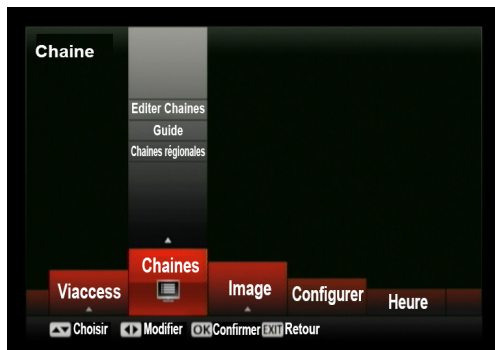 Chaine
Editer Chaines
Guide
Chaines régionales
Viaccess
Chaines
Image
Configurer
Heure
Choisir Modifier OK Confirmer EXIT Retour